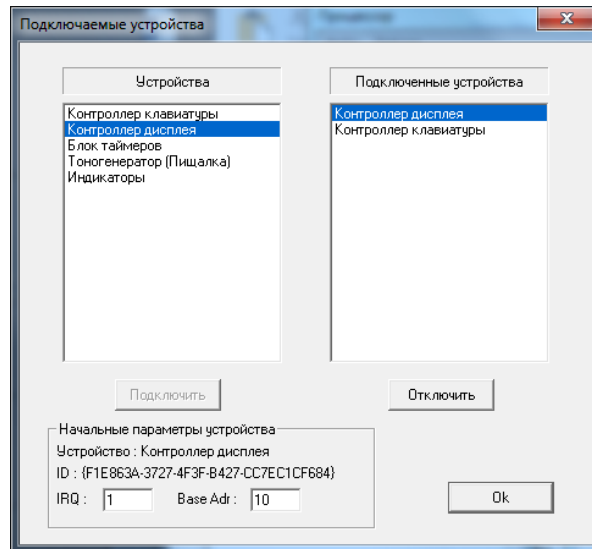 Подключаемые устройства
Процессор
Устройства
Подключенные устройства
Контроллер клавиатуры
Контроллер дисплея
Блок таймеров
Тоногенератор (Пищалка)
Индикаторы
Контроллер дисплея
Контроллер клавиатуры
Подключить
Отключить
Начальные параметры устройства
Устройство : Контроллер дисплея
ID : {F1E863A-3727-4F3F-B427-CC7EC1CF684}
IRQ : 1 Base Adr : 10
Ok